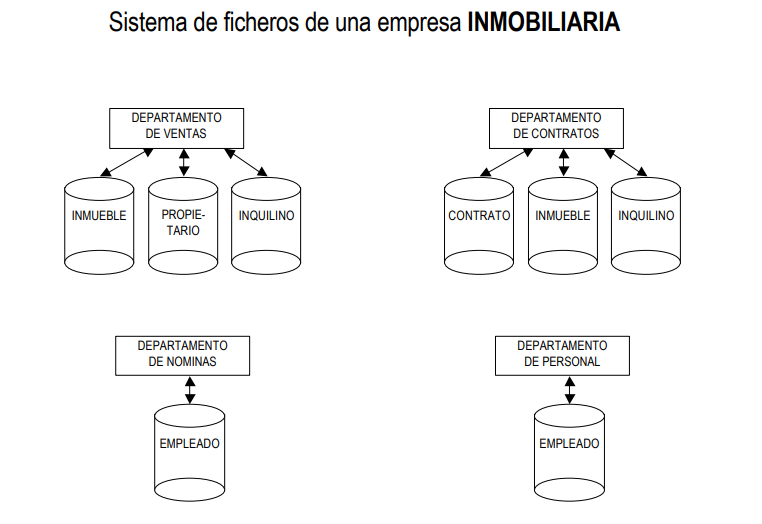 Sistema de ficheros de una empresa INMOBILIARIA
DEPARTAMENTO
DE VENTAS
INMUEBLE
PROPIE-
TARIO
INQUILINO
DEPARTAMENTO
DE CONTRATOS
CONTRATO
INMUEBLE
INQUILINO
DEPARTAMENTO
DE NOMINAS
EMPLEADO
DEPARTAMENTO
DE PERSONAL
EMPLEADO